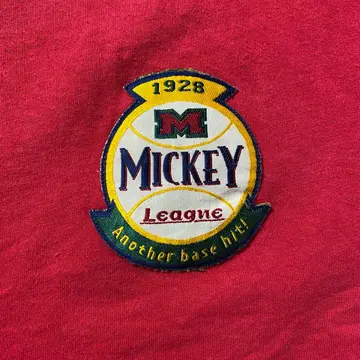 1928
M
MICKEY
League
Another base hit!